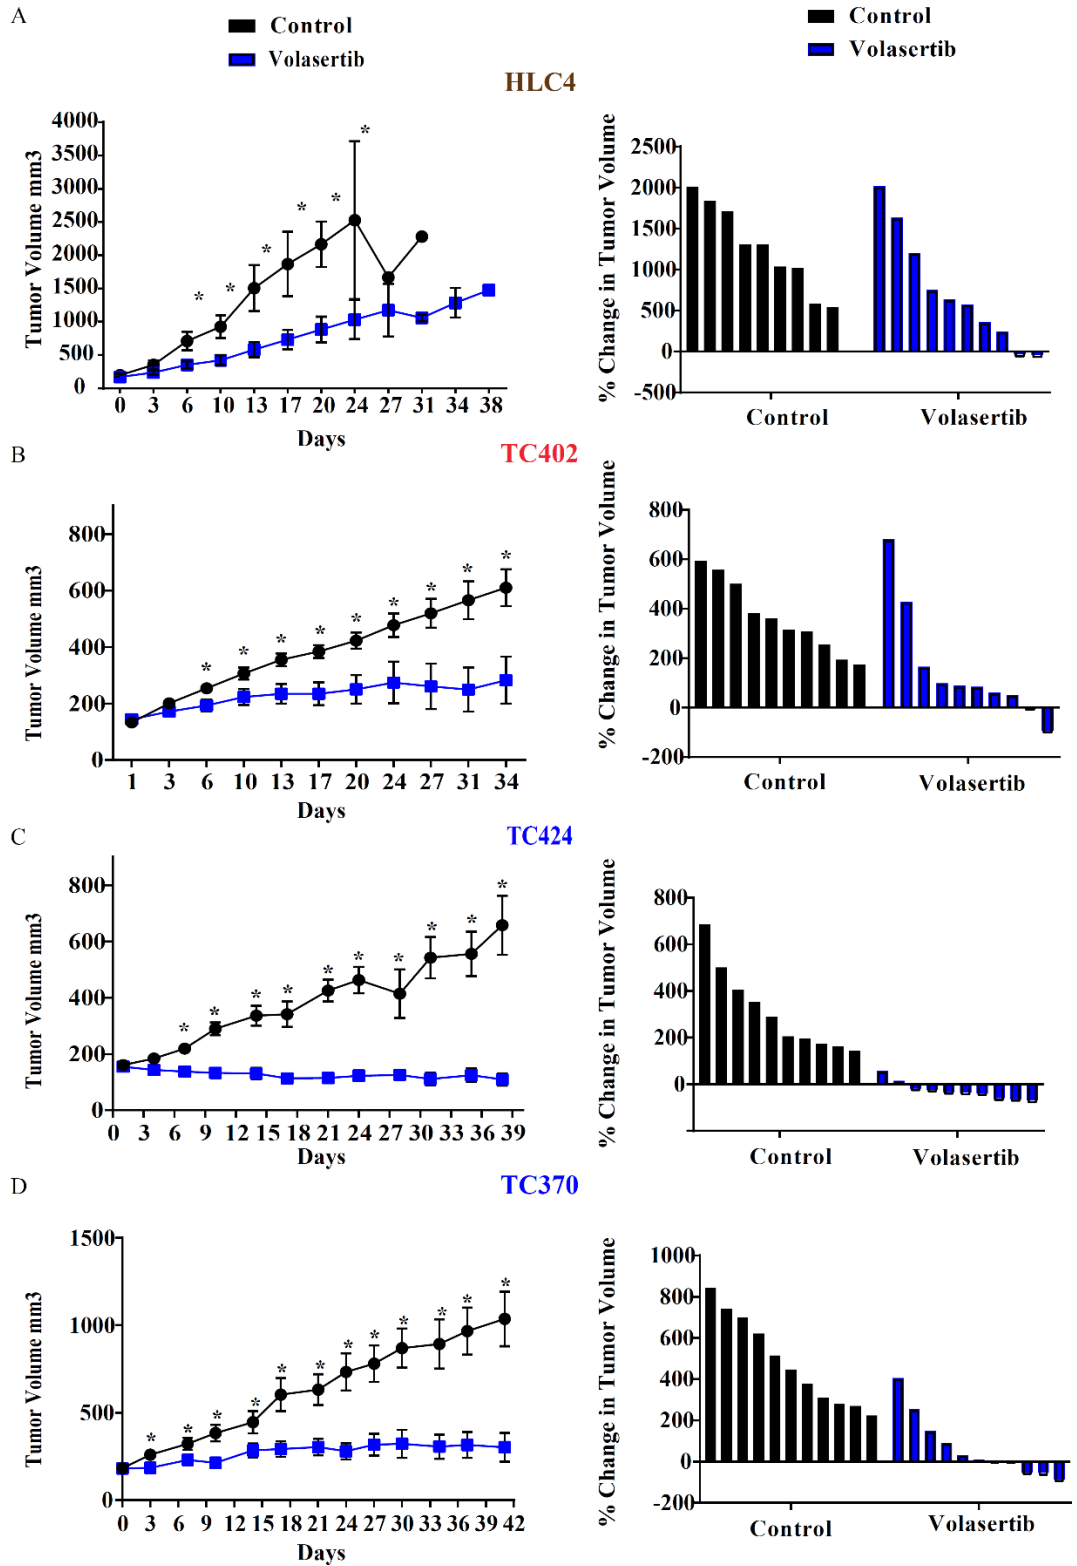 A
Control
Volasertib
Control
Volasertib
HLC4
Tumor Volume mm3
4000
3500
3000
2500
2000
1500
1000
500
0
* * * * * * *
0 3 6 10 13 17 20 24 27 31 34 38
Days
% Change in Tumor Volume
2500
2000
1500
1000
500
0
-500
Control Volasertib
B
TC402
Tumor Volume mm3
800
600
400
200
0
* * * * * * * * *
1 3 6 10 13 17 20 24 27 31 34
Days
% Change in Tumor Volume
800
600
400
200
0
-200
Control Volasertib
C
TC424
Tumor Volume mm3
800
600
400
200
0
* * * * * * * * * *
0 3 6 9 12 15 18 21 24 27 30 33 36 39
Days
% Change in Tumor Volume
800
600
400
200
0
Control Volasertib
D
TC370
Tumor Volume mm3
1500
1000
500
0
* * * * * * * * * * * *
0 3 6 9 12 15 18 21 24 27 30 33 36 39 42
Days
% Change in Tumor Volume
1000
800
600
400
200
0
-200
Control Volasertib